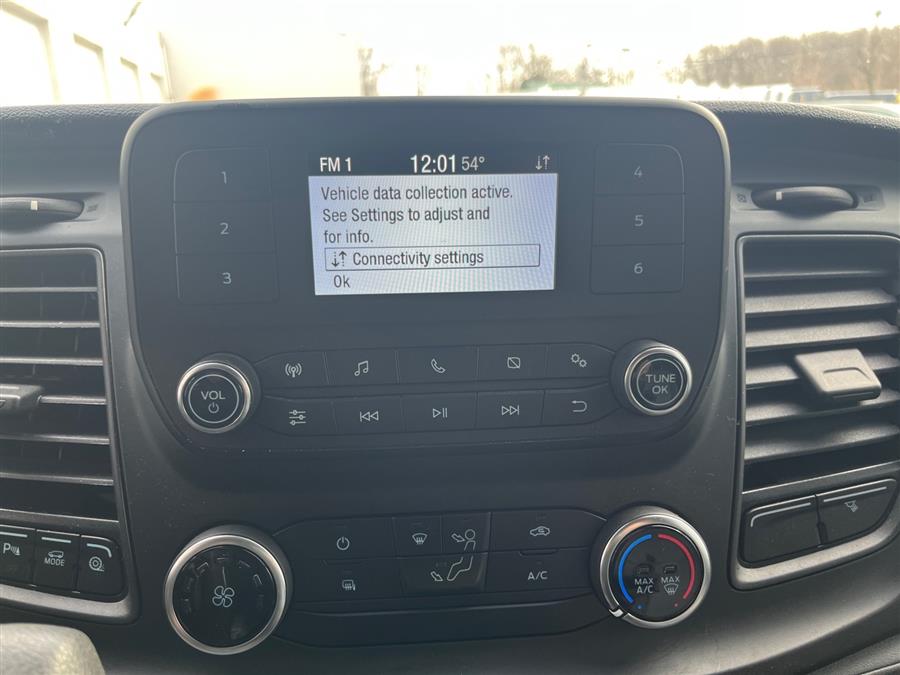 FM 1 12:01 54°
Vehicle data collection active.
See Settings to adjust and
for info.
Connectivity settings
Ok
1
2
3
4
5
6
VOL
TUNE
OK
A/C
MAX
A/C
MAX
P
MODE